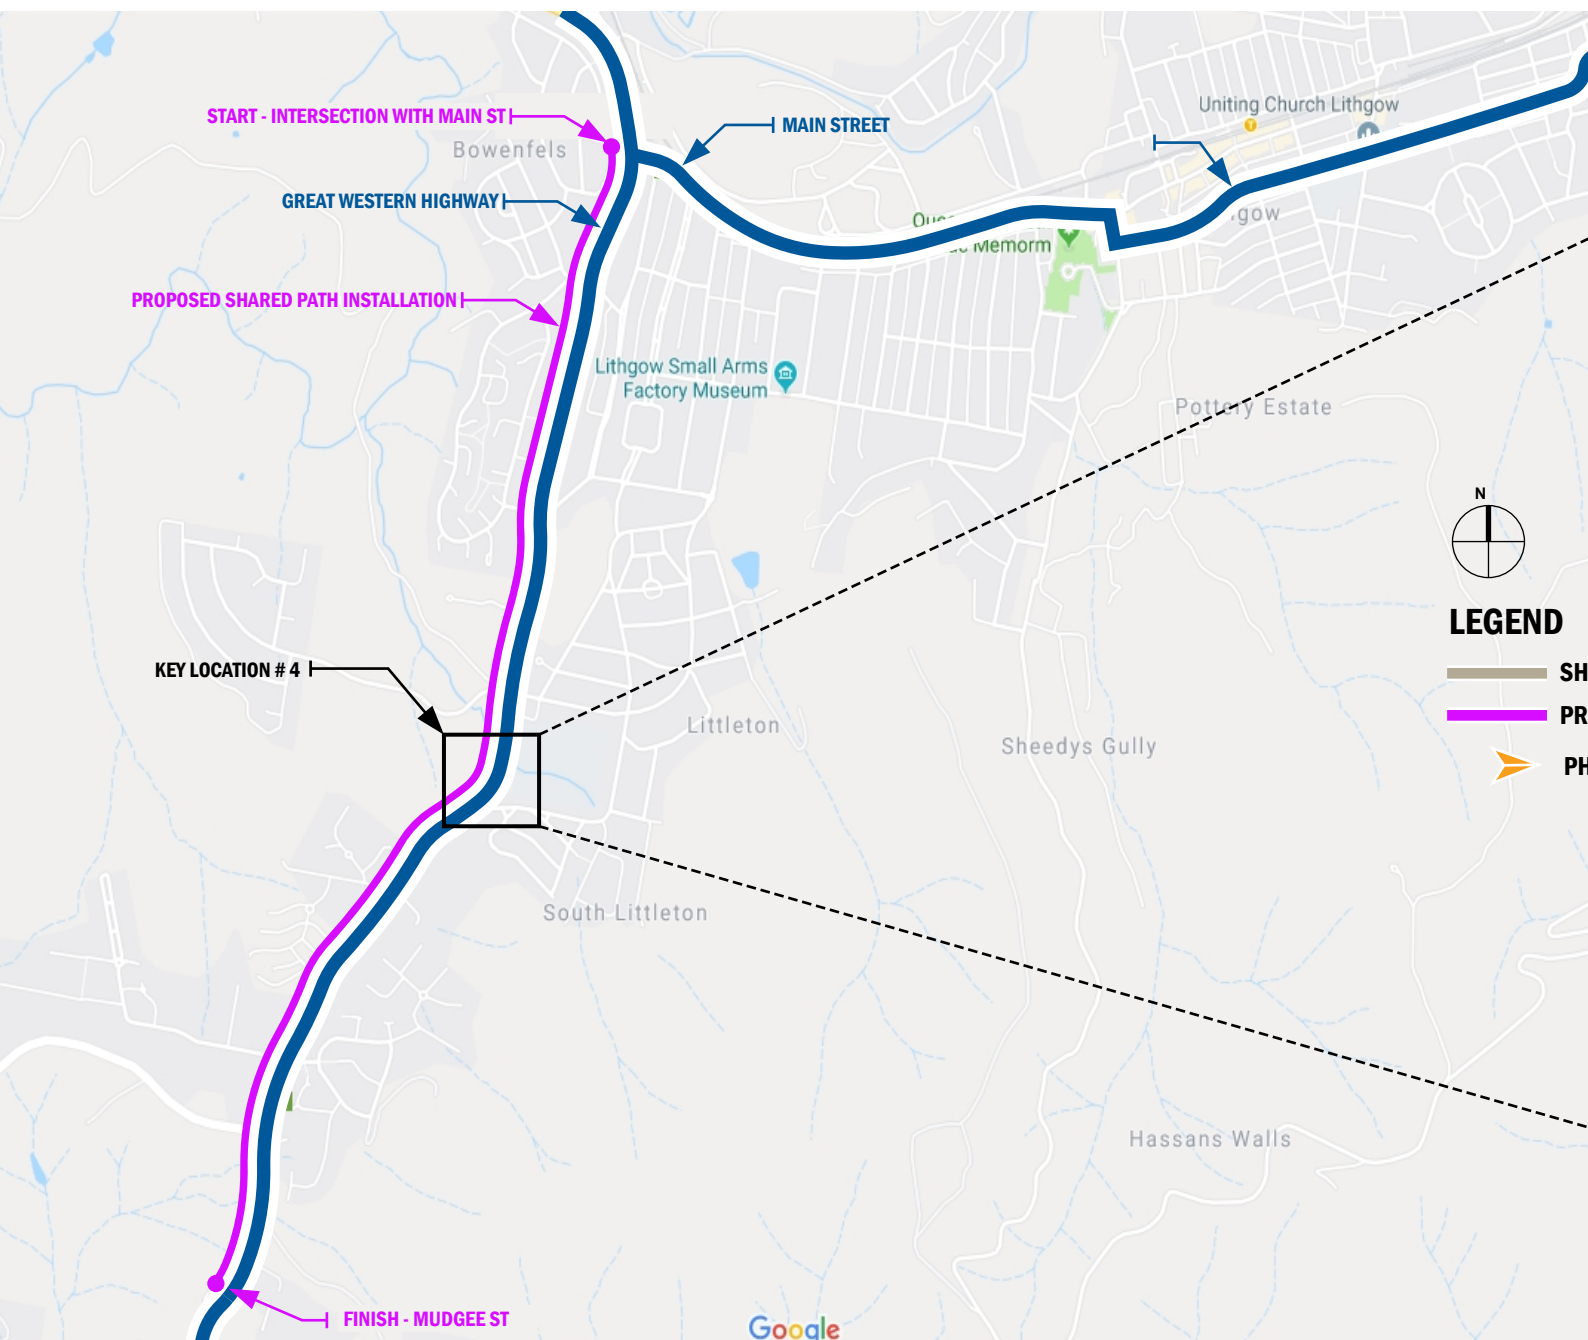 START - INTERSECTION WITH MAIN ST
Uniting Church Lithgow
MAIN STREET
Bowenfels
GREAT WESTERN HIGHWAY
gow
Memorm
PROPOSED SHARED PATH INSTALLATION
Lithgow Small Arms
Factory Museum
Pottery Estate
N
LEGEND
KEY LOCATION # 4
SH
PR
PH
Littleton
Sheedys Gully
South Littleton
Hassans Walls
FINISH - MUDGEE ST
Google